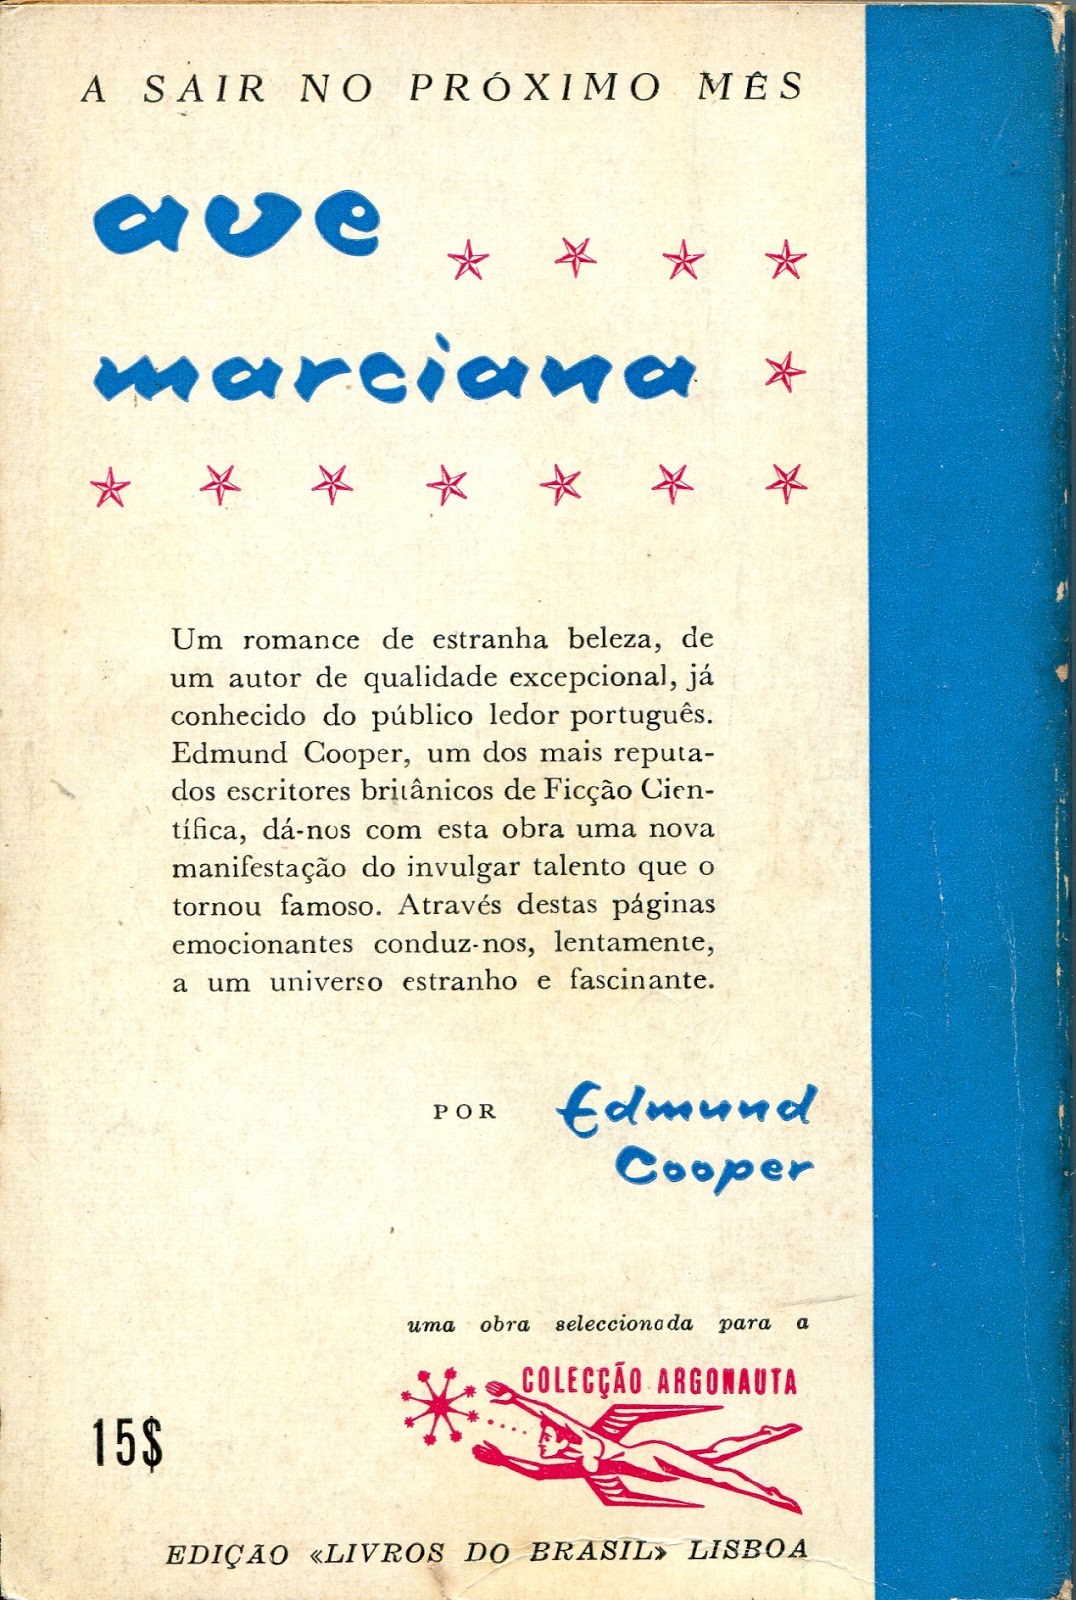 A SAIR NO PRÓXIMO MÊS
ave
marciana
Um romance de estranha beleza, de
um autor de qualidade excepcional, já
conhecido do público ledor português.
Edmund Cooper, um dos mais reputa-
dos escritores britânicos de Ficção Cien-
tífica, dá-nos com esta obra uma nova
manifestação do invulgar talento que o
tornou famoso. Através destas páginas
emocionantes conduz-nos, lentamente,
a um universo estranho e fascinante.
POR Edmund
Cooper
uma obra seleccionada para a
COLECÇÃO ARGONAUTA
15$
EDIÇÃO «LIVROS DO BRASIL» LISBOA